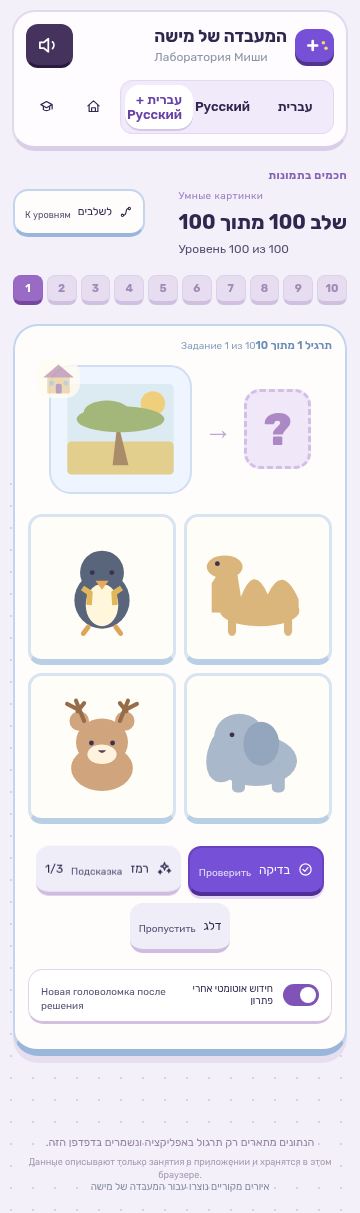 המעבדה של מישה
Лаборатория Миши
עברית
Русский
עברית + Русский
חכמים בתמונות
Умные картинки
שלב 100 מתוך 100
Уровень 100 из 100
לשלבים К уровням
1 2 3 4 5 6 7 8 9 10
תרגיל 1 מתוך 10 Задание 1 из 10
→ ?
בדיקה Проверить
רמז Подсказка 1/3
דלג Пропустить
חידוש אוטומטי אחרי
פתרון
Новая головоломка после
решения
הנתונים מתארים רק תרגול באפליקציה ונשמרים בדפדפן הזה.
Данные описывают только занятия в приложении и хранятся в этом
браузере.
איורים מקוריים נוצרו עבור המעבדה של מישה